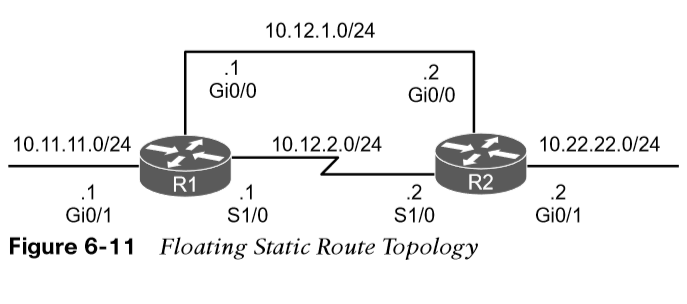 10.12.1.0/24
.1
.2
Gi0/0
Gi0/0
10.11.11.0/24
10.12.2.0/24
10.22.22.0/24
R1
R2
.1
.1
.2
.2
Gi0/1
S1/0
S1/0
Gi0/1
Figure 6-11 Floating Static Route Topology